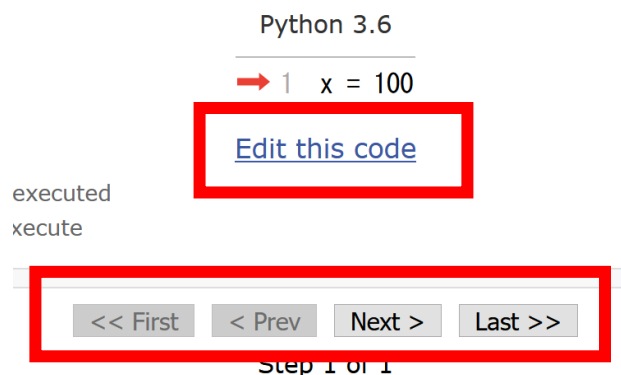 Python 3.6
1 x = 100
Edit this code
executed
xecute
<< First < Prev Next > Last >>
Step 1 of 1